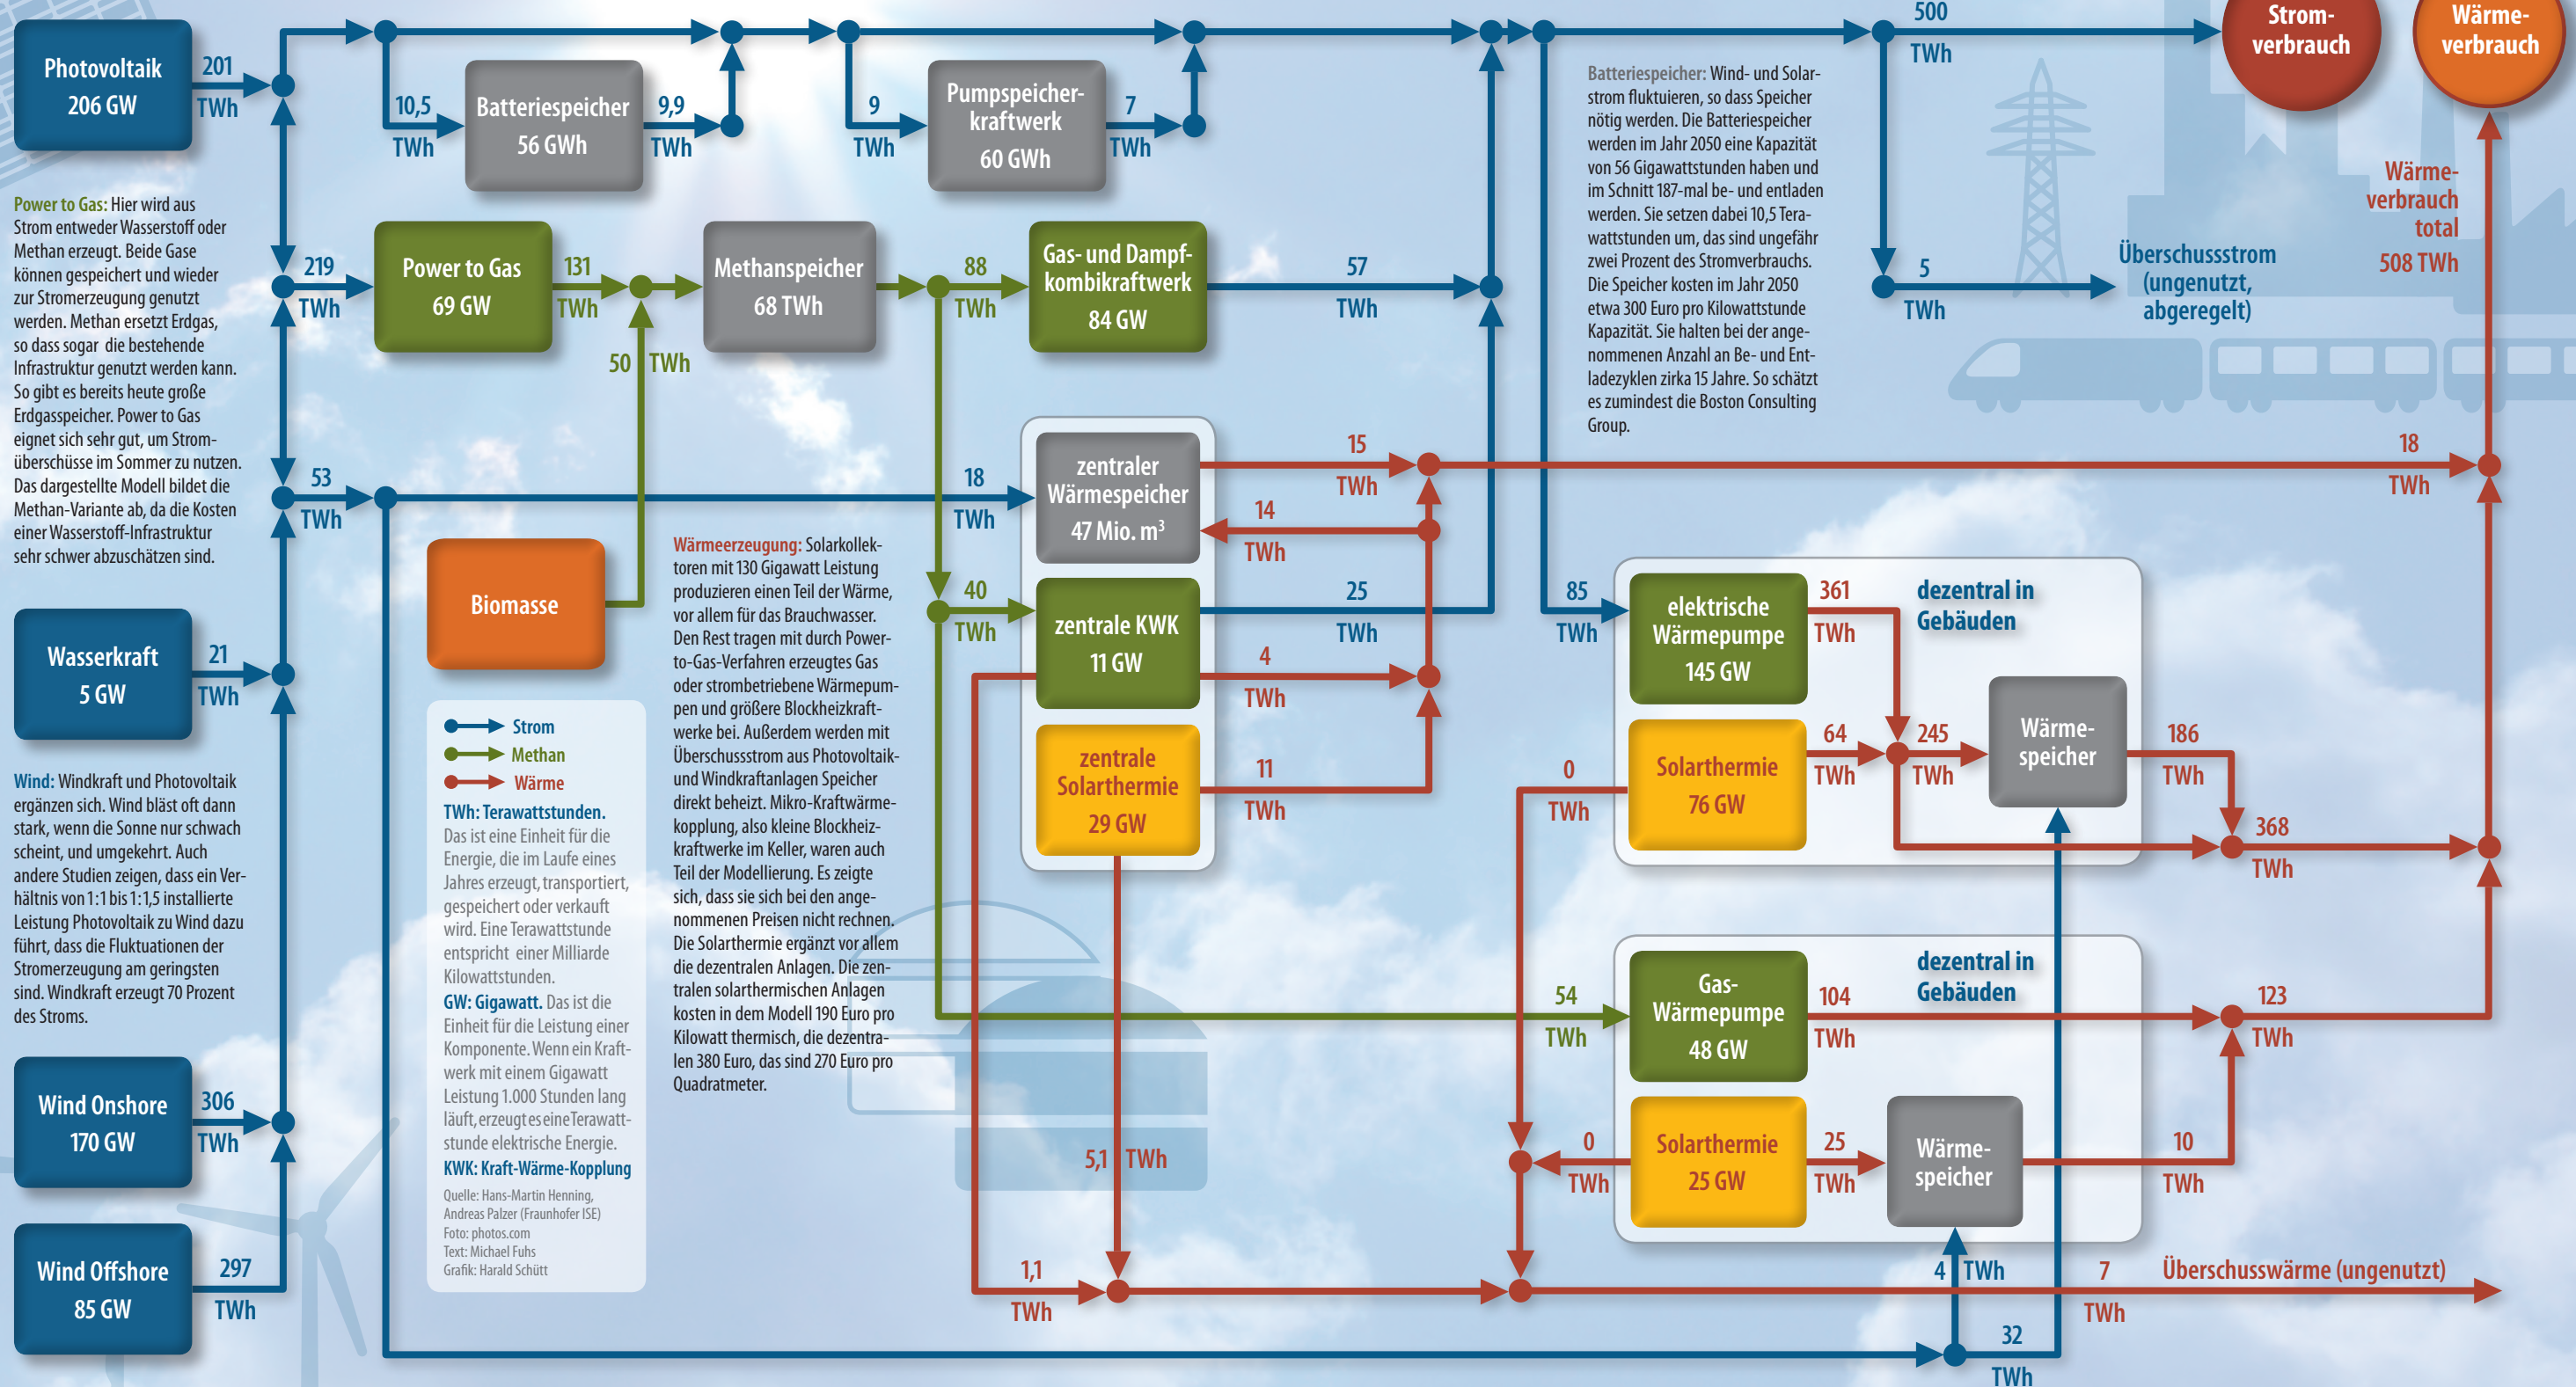 Photovoltaik
206 GW
201
TWh
10,5
TWh
Batteriespeicher
56 GWh
9,9
TWh
9
TWh
Pumpspeicher-
kraftwerk
60 GWh
7
TWh
500
TWh
Strom-
verbrauch
Wärme-
verbrauch
Batteriespeicher: Wind- und Solar-
strom fluktuieren, so dass Speicher
nötig werden. Die Batteriespeicher
werden im Jahr 2050 eine Kapazität
von 56 Gigawattstunden haben und
im Schnitt 187-mal be- und entladen
werden. Sie setzen dabei 10,5 Tera-
wattstunden um, das sind ungefähr
zwei Prozent des Stromverbrauchs.
Die Speicher kosten im Jahr 2050
etwa 300 Euro pro Kilowattstunde
Kapazität. Sie halten bei der ange-
nommenen Anzahl an Be- und Ent-
ladezyklen zirka 15 Jahre. So schätzt
es zumindest die Boston Consulting
Group.
Wärme-
verbrauch
total
508 TWh
5
TWh
Überschussstrom
(ungenutzt,
abgeregelt)
Power to Gas: Hier wird aus
Strom entweder Wasserstoff oder
Methan erzeugt. Beide Gase
können gespeichert und wieder
zur Stromerzeugung genutzt
werden. Methan ersetzt Erdgas,
so dass sogar die bestehende
Infrastruktur genutzt werden kann.
So gibt es bereits heute große
Erdgasspeicher. Power to Gas
eignet sich sehr gut, um Strom-
überschüsse im Sommer zu nutzen.
Das dargestellte Modell bildet die
Methan-Variante ab, da die Kosten
einer Wasserstoff-Infrastruktur
sehr schwer abzuschätzen sind.
219
TWh
Power to Gas
69 GW
131
TWh
50 TWh
Methanspeicher
68 TWh
88
TWh
Gas- und Dampf-
kombikraftwerk
84 GW
57
TWh
53
TWh
18
TWh
zentraler
Wärmespeicher
47 Mio. m³
15
TWh
14
TWh
18
TWh
Biomasse
40
TWh
zentrale KWK
11 GW
25
TWh
4
TWh
zentrale
Solarthermie
29 GW
11
TWh
Wasserkraft
5 GW
21
TWh
Strom
Methan
Wärme
TWh: Terawattstunden.
Das ist eine Einheit für die
Energie, die im Laufe eines
Jahres erzeugt, transportiert,
gespeichert oder verkauft
wird. Eine Terawattstunde
entspricht einer Milliarde
Kilowattstunden.
GW: Gigawatt. Das ist die
Einheit für die Leistung einer
Komponente. Wenn ein Kraft-
werk mit einem Gigawatt
Leistung 1.000 Stunden lang
läuft, erzeugt es eine Terawatt-
stunde elektrische Energie.
KWK: Kraft-Wärme-Kopplung
Quelle: Hans-Martin Henning,
Andreas Palzer (Fraunhofer ISE)
Foto: photos.com
Text: Michael Fuhs
Grafik: Harald Schütt
Wärmeerzeugung: Solarkollek-
toren mit 130 Gigawatt Leistung
produzieren einen Teil der Wärme,
vor allem für das Brauchwasser.
Den Rest tragen mit durch Power-
to-Gas-Verfahren erzeugtes Gas
oder strombetriebene Wärmepum-
pen und größere Blockheizkraft-
werke bei. Außerdem werden mit
Überschussstrom aus Photovoltaik-
und Windkraftanlagen Speicher
direkt beheizt. Mikro-Kraftwärme-
kopplung, also kleine Blockheiz-
kraftwerke im Keller, waren auch
Teil der Modellierung. Es zeigte
sich, dass sie sich bei den ange-
nommenen Preisen nicht rechnen.
Die Solarthermie ergänzt vor allem
die dezentralen Anlagen. Die zen-
tralen solarthermischen Anlagen
kosten in dem Modell 190 Euro pro
Kilowatt thermisch, die dezentra-
len 380 Euro, das sind 270 Euro pro
Quadratmeter.
Wind: Windkraft und Photovoltaik
ergänzen sich. Wind bläst oft dann
stark, wenn die Sonne nur schwach
scheint, und umgekehrt. Auch
andere Studien zeigen, dass ein Ver-
hältnis von 1:1 bis 1:1,5 installierte
Leistung Photovoltaik zu Wind dazu
führt, dass die Fluktuationen der
Stromerzeugung am geringsten
sind. Windkraft erzeugt 70 Prozent
des Stroms.
Wind Onshore
170 GW
306
TWh
Wind Offshore
85 GW
297
TWh
85
TWh
elektrische
Wärmepumpe
145 GW
361
TWh
dezentral in
Gebäuden
0
TWh
Solarthermie
76 GW
64
TWh
245
TWh
Wärme-
speicher
186
TWh
368
TWh
54
TWh
Gas-
Wärmepumpe
48 GW
104
TWh
dezentral in
Gebäuden
123
TWh
0
TWh
Solarthermie
25 GW
25
TWh
Wärme-
speicher
10
TWh
5,1 TWh
1,1
TWh
4 TWh
7
TWh
Überschusswärme (ungenutzt)
32
TWh